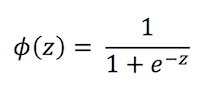 ϕ(z) = 1 / (1 + e^{-z})